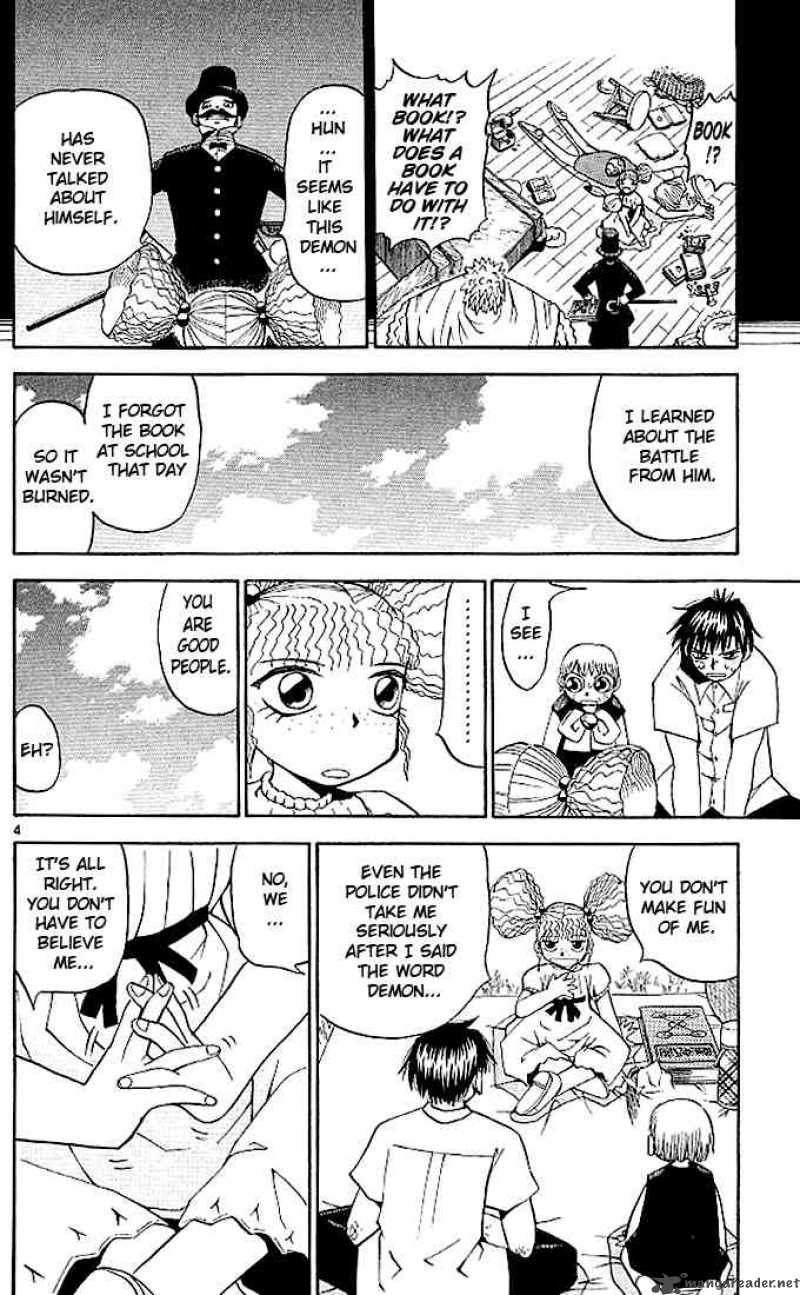 BOOK
!?
WHAT
BOOK!?
WHAT
DOES A
BOOK
HAVE TO
DO WITH
IT!?
...
HUN
...
IT
SEEMS
LIKE
THIS
DEMON
...
HAS
NEVER
TALKED
ABOUT
HIMSELF.
I LEARNED
ABOUT THE
BATTLE
FROM HIM.
I FORGOT
THE BOOK
AT SCHOOL
THAT DAY
SO IT
WASN'T
BURNED.
I
SEE
...
.........
YOU
ARE
GOOD
PEOPLE.
EH?
4
YOU DON'T
MAKE FUN
OF ME.
EVEN THE
POLICE DIDN'T
TAKE ME
SERIOUSLY
AFTER I SAID
THE WORD
DEMON...
NO,
WE
...
IT'S ALL
RIGHT.
YOU DON'T
HAVE TO
BELIEVE
ME...
mangareader.net